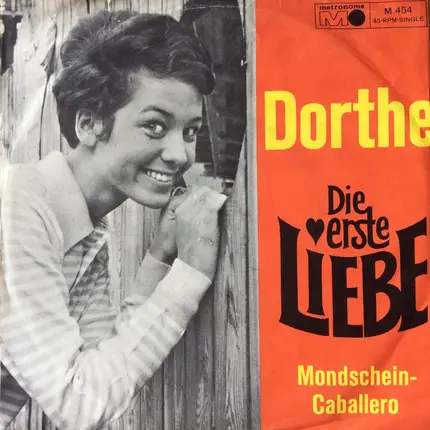 metronome
M
M 454
45-RPM-SINGLE
Dorthe
Die
erste
LIEBE
Mondschein-
Caballero